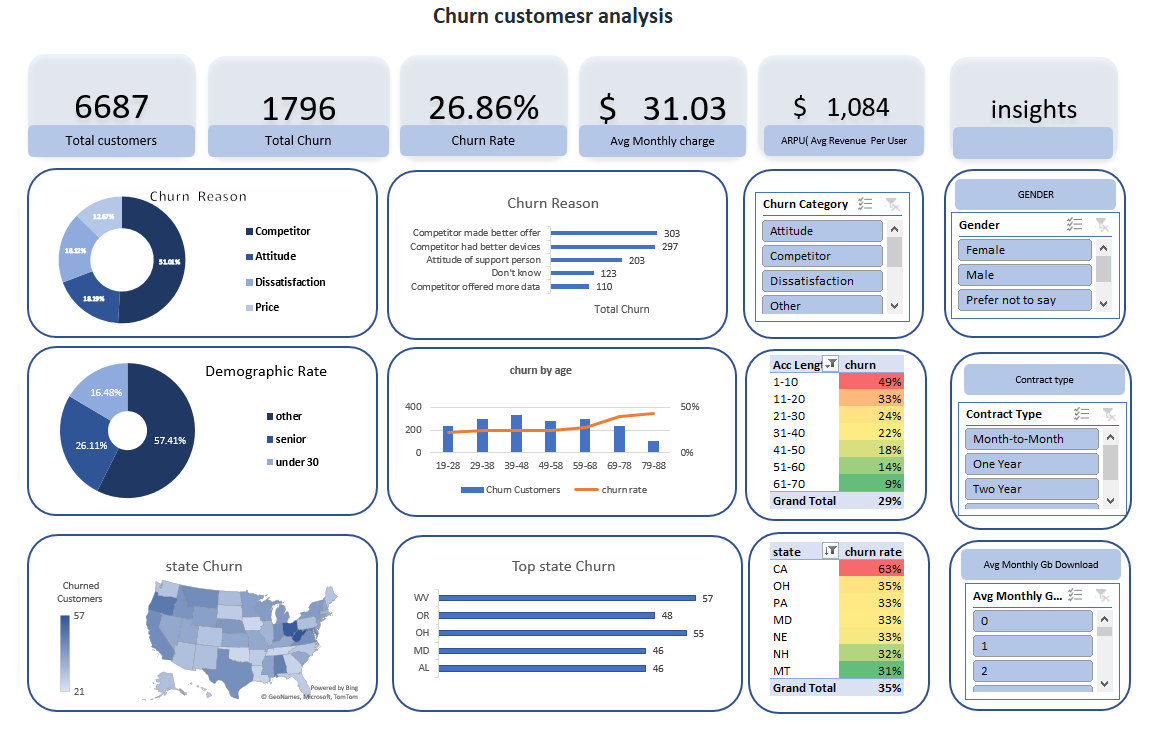 Churn customesr analysis
6687
Total customers
1796
Total Churn
26.86%
Churn Rate
$ 31.03
Avg Monthly charge
$ 1,084
ARPU( Avg Revenue Per User
insights
Churn Reason
12.67%
18.12%
18.19%
51.01%
Competitor
Attitude
Dissatisfaction
Price
Churn Reason
Competitor made better offer 303
Competitor had better devices 297
Attitude of support person 203
Don't know 123
Competitor offered more data 110
Total Churn
Churn Category
Attitude
Competitor
Dissatisfaction
Other
GENDER
Gender
Female
Male
Prefer not to say
Demographic Rate
16.48%
26.11%
57.41%
other
senior
under 30
churn by age
400 50%
200
0 0%
19-28 29-38 39-48 49-58 59-68 69-78 79-88
Churn Customers churn rate
Acc Lengt churn
1-10 49%
11-20 33%
21-30 24%
31-40 22%
41-50 18%
51-60 14%
61-70 9%
Grand Total 29%
Contract type
Contract Type
Month-to-Month
One Year
Two Year
state Churn
Churned
Customers
57
21
Powered by Bing
© GeoNames, Microsoft, TomTom
Top state Churn
WV 57
OR 48
OH 55
MD 46
AL 46
state churn rate
CA 63%
OH 35%
PA 33%
MD 33%
NE 33%
NH 32%
MT 31%
Grand Total 35%
Avg Monthly Gb Download
Avg Monthly G...
0
1
2